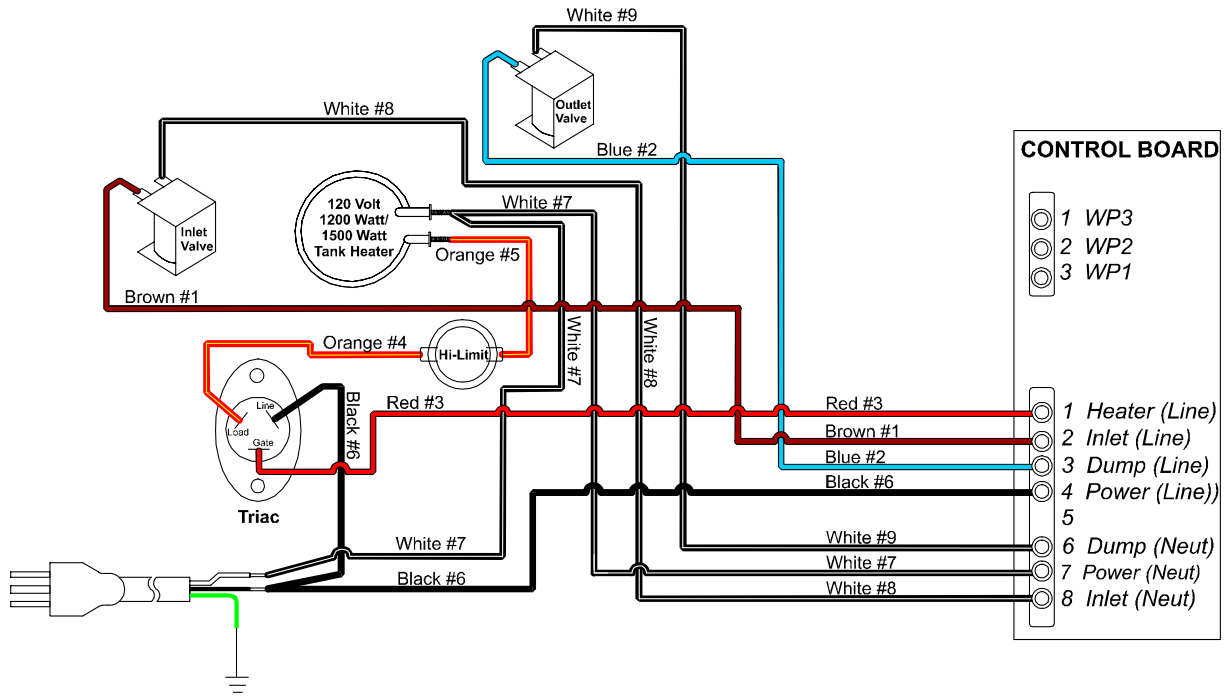 White #9
Outlet
Valve
White #8
Blue #2
CONTROL BOARD
120 Volt
1200 Watt/
1500 Watt
Tank Heater
White #7
Orange #5
Inlet
Valve
1 WP3
2 WP2
3 WP1
Brown #1
White #7
White #8
Orange #4
Hi-Limit
Line
Load
Gate
Black #6
Red #3
Triac
Red #3
1 Heater (Line)
Brown #1
2 Inlet (Line)
Blue #2
3 Dump (Line)
Black #6
4 Power (Line))
5
White #9
6 Dump (Neut)
White #7
White #7
7 Power (Neut)
Black #6
White #8
8 Inlet (Neut)